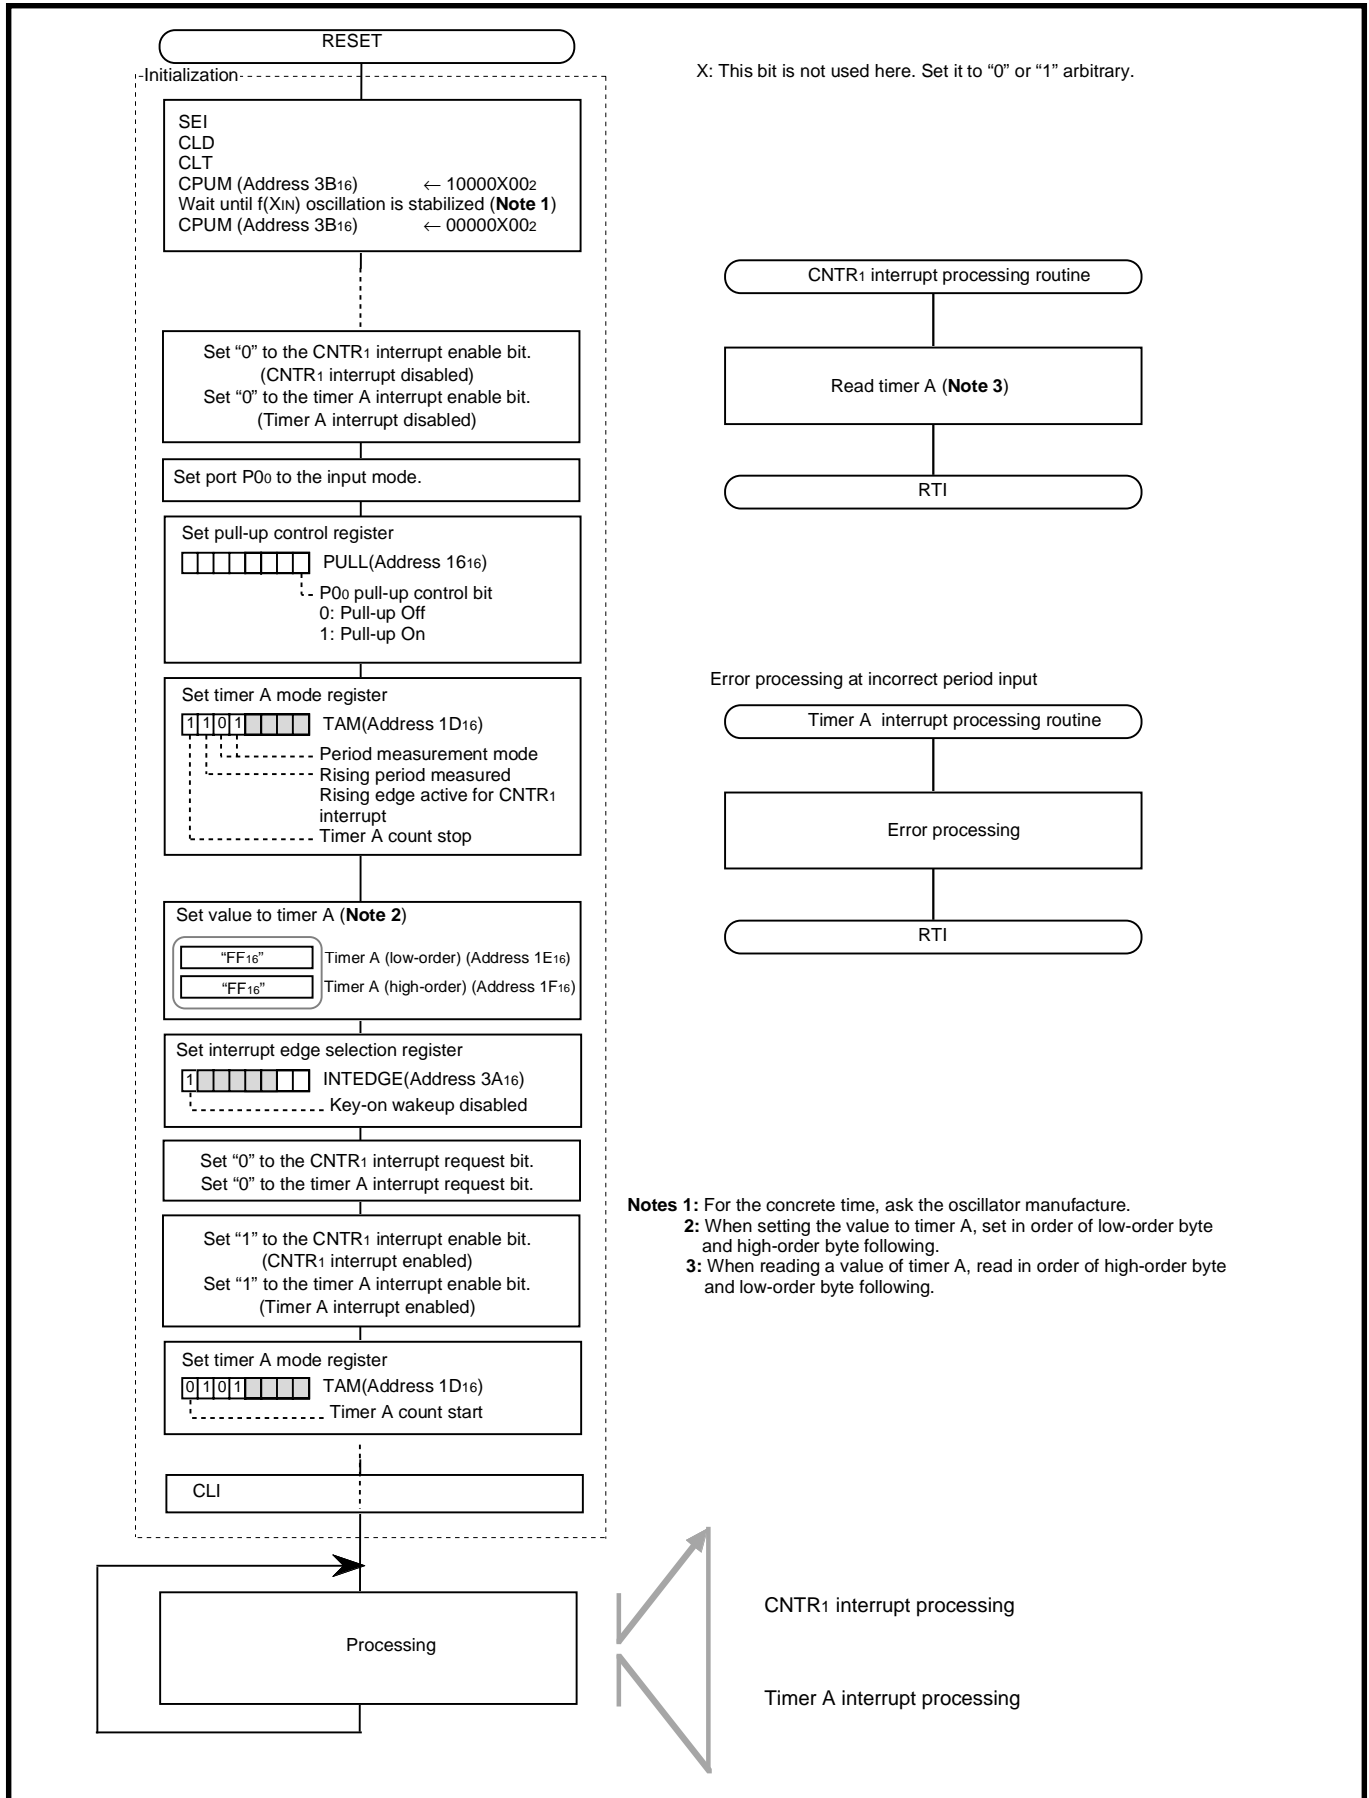 RESET
Initialization
X: This bit is not used here. Set it to “0” or “1” arbitrary.
SEI
CLD
CLT
CPUM (Address 3B16) ← 10000X002
Wait until f(XIN) oscillation is stabilized (Note 1)
CPUM (Address 3B16) ← 00000X002
Set “0” to the CNTR1 interrupt enable bit.
(CNTR1 interrupt disabled)
Set “0” to the timer A interrupt enable bit.
(Timer A interrupt disabled)
Set port P00 to the input mode.
Set pull-up control register
PULL(Address 1616)
P00 pull-up control bit
0: Pull-up Off
1: Pull-up On
Set timer A mode register
1 1 0 1 TAM(Address 1D16)
Period measurement mode
Rising period measured
Rising edge active for CNTR1
interrupt
Timer A count stop
Set value to timer A (Note 2)
“FF16” Timer A (low-order) (Address 1E16)
“FF16” Timer A (high-order) (Address 1F16)
Set interrupt edge selection register
1 INTEDGE(Address 3A16)
Key-on wakeup disabled
Set “0” to the CNTR1 interrupt request bit.
Set “0” to the timer A interrupt request bit.
Set “1” to the CNTR1 interrupt enable bit.
(CNTR1 interrupt enabled)
Set “1” to the timer A interrupt enable bit.
(Timer A interrupt enabled)
Set timer A mode register
0 1 0 1 TAM(Address 1D16)
Timer A count start
CLI
Processing
CNTR1 interrupt processing routine
Read timer A (Note 3)
RTI
Error processing at incorrect period input
Timer A interrupt processing routine
Error processing
RTI
Notes 1: For the concrete time, ask the oscillator manufacture.
2: When setting the value to timer A, set in order of low-order byte
and high-order byte following.
3: When reading a value of timer A, read in order of high-order byte
and low-order byte following.
CNTR1 interrupt processing
Timer A interrupt processing